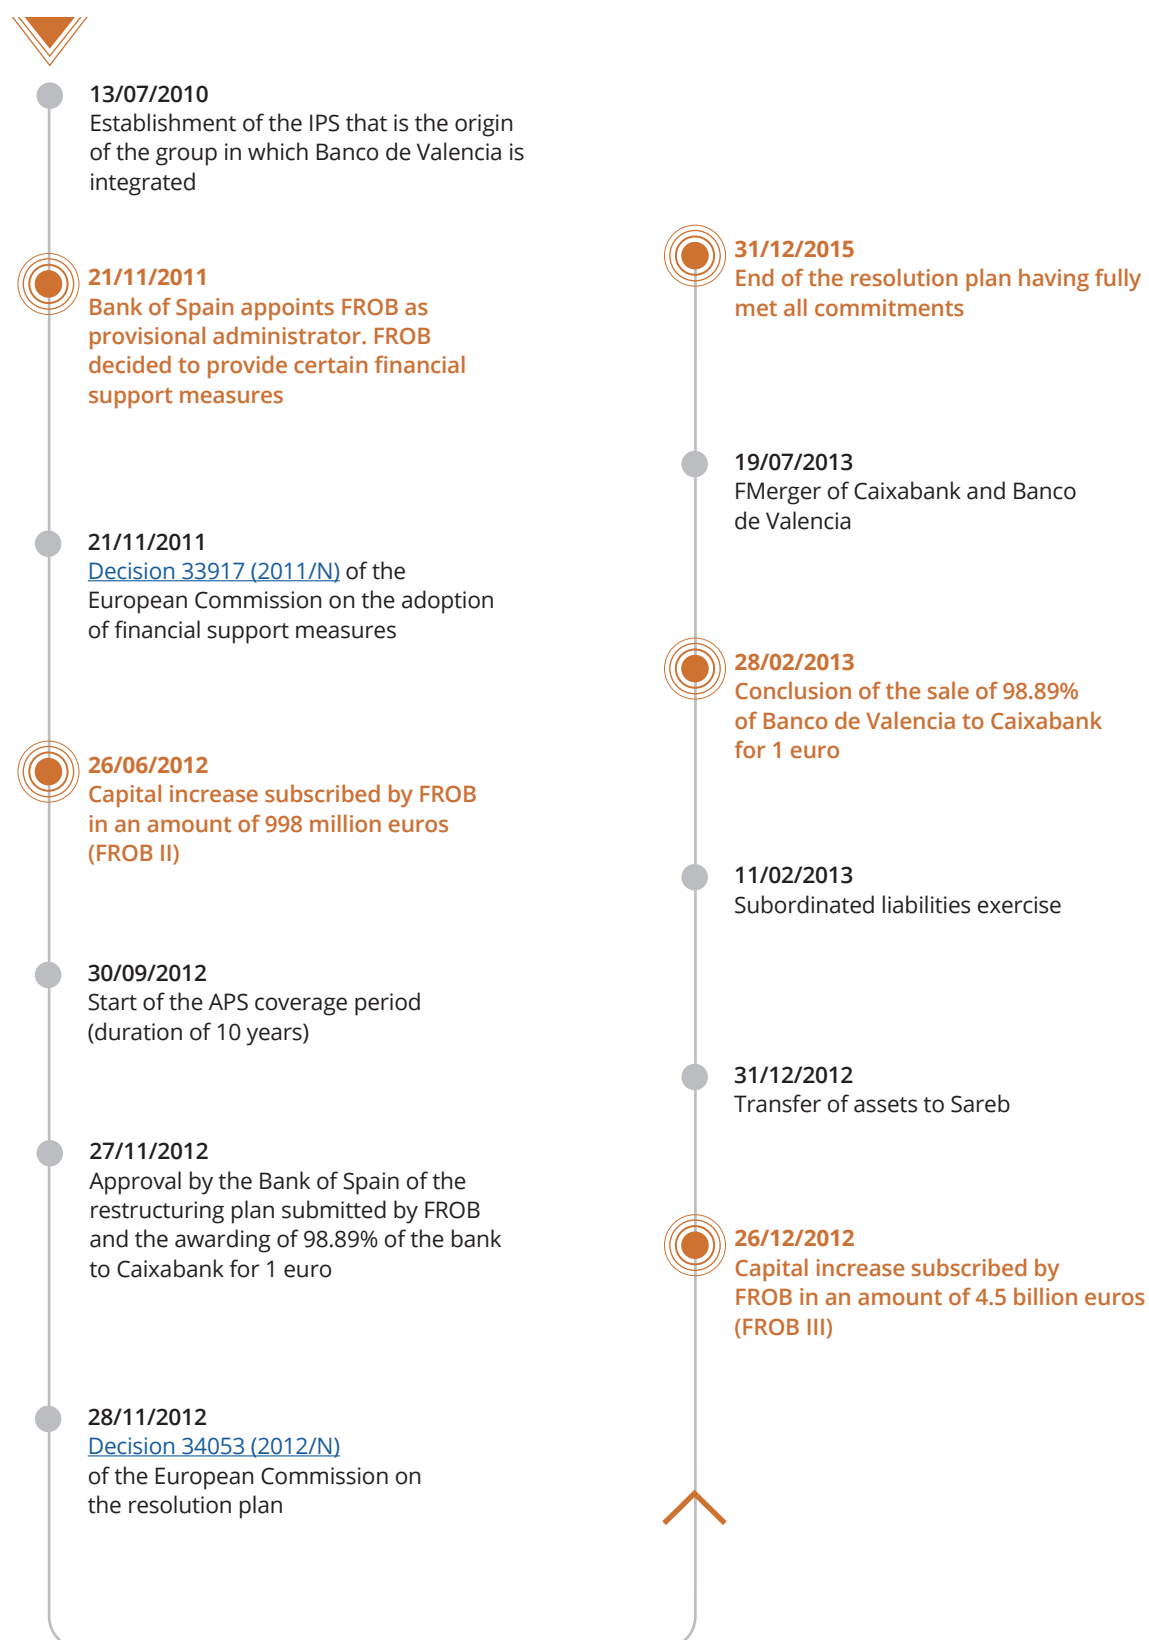 13/07/2010
Establishment of the IPS that is the origin
of the group in which Banco de Valencia is
integrated
21/11/2011
Bank of Spain appoints FROB as
provisional administrator. FROB
decided to provide certain financial
support measures
21/11/2011
Decision 33917 (2011/N) of the
European Commission on the adoption
of financial support measures
26/06/2012
Capital increase subscribed by FROB
in an amount of 998 million euros
(FROB II)
30/09/2012
Start of the APS coverage period
(duration of 10 years)
27/11/2012
Approval by the Bank of Spain of the
restructuring plan submitted by FROB
and the awarding of 98.89% of the bank
to Caixabank for 1 euro
28/11/2012
Decision 34053 (2012/N)
of the European Commission on
the resolution plan
31/12/2015
End of the resolution plan having fully
met all commitments
19/07/2013
FMerger of Caixabank and Banco
de Valencia
28/02/2013
Conclusion of the sale of 98.89%
of Banco de Valencia to Caixabank
for 1 euro
11/02/2013
Subordinated liabilities exercise
31/12/2012
Transfer of assets to Sareb
26/12/2012
Capital increase subscribed by
FROB in an amount of 4.5 billion euros
(FROB III)